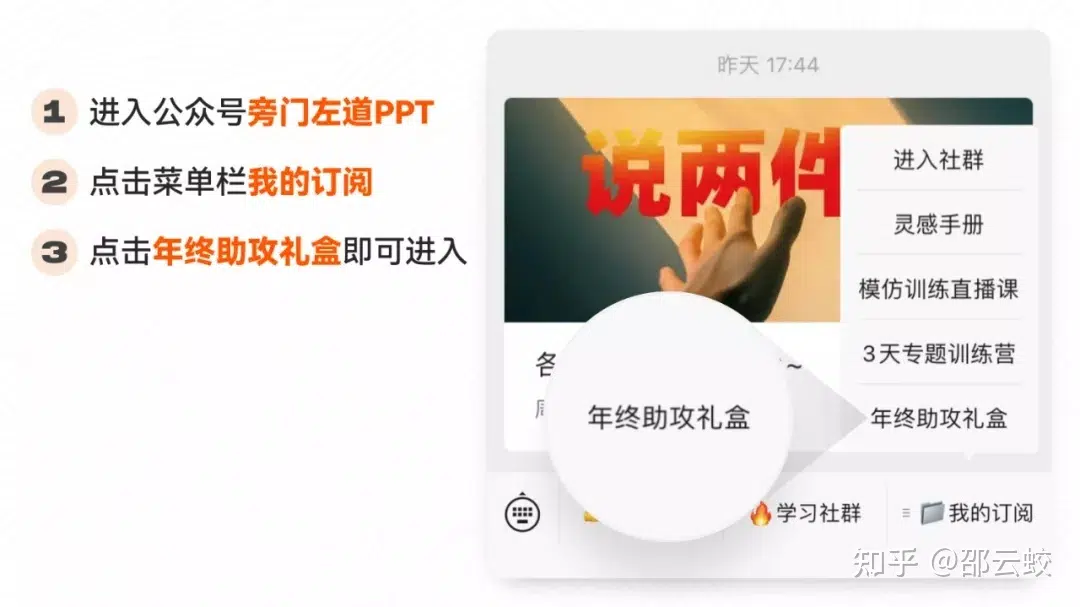 1 进入公众号旁门左道PPT
2 点击菜单栏我的订阅
3 点击年终助攻礼盒即可进入
昨天 17:44
说两件
进入社群
灵感手册
模仿训练直播课
3天专题训练营
年终助攻礼盒
各
~
年终助攻礼盒
学习社群
我的订阅
知乎 @邵云蛟